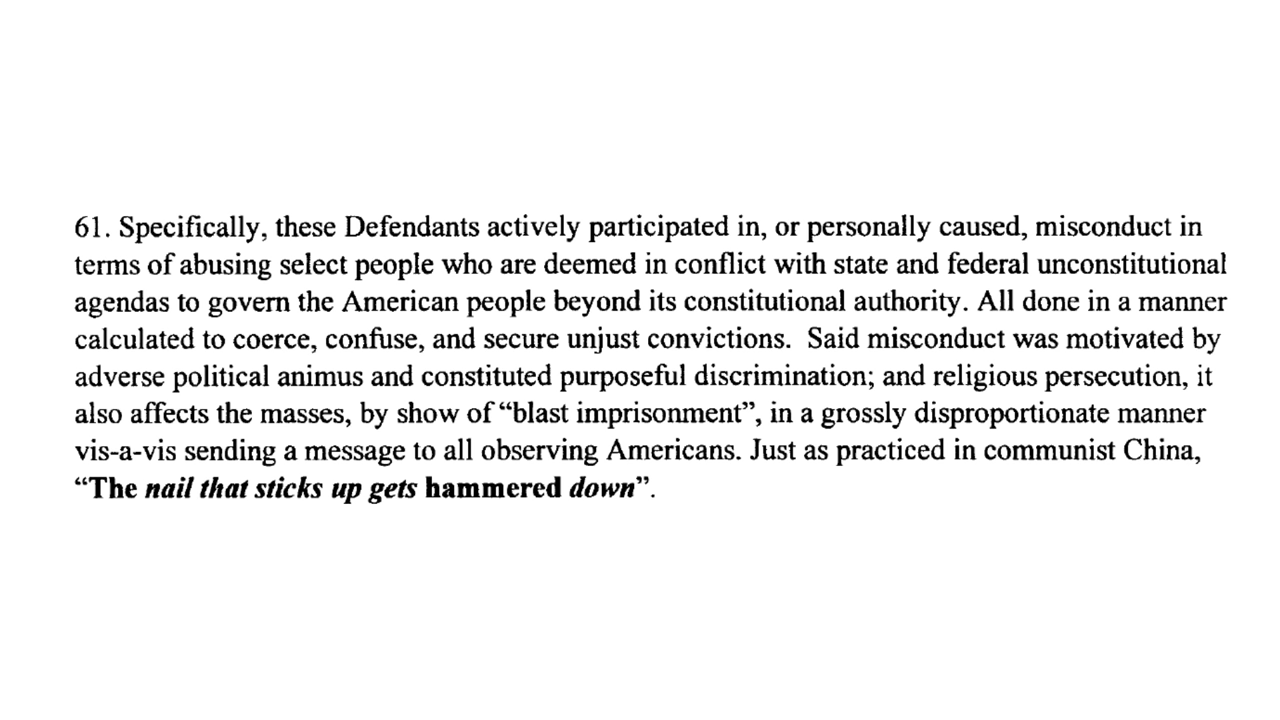 61. Specifically, these Defendants actively participated in, or personally caused, misconduct in
terms of abusing select people who are deemed in conflict with state and federal unconstitutional
agendas to govern the American people beyond its constitutional authority. All done in a manner
calculated to coerce, confuse, and secure unjust convictions.  Said misconduct was motivated by
adverse political animus and constituted purposeful discrimination; and religious persecution, it
also affects the masses, by show of “blast imprisonment”, in a grossly disproportionate manner
vis-a-vis sending a message to all observing Americans. Just as practiced in communist China,
“The nail that sticks up gets hammered down”.